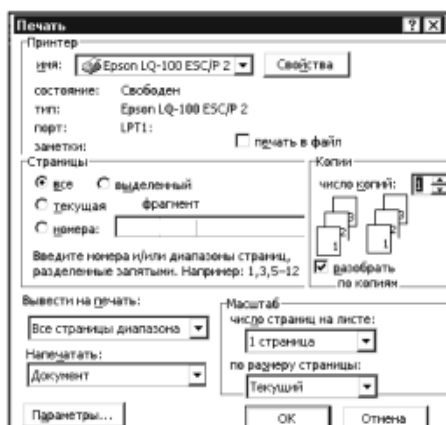 Печать
Принтер
имя: Epson LQ-100 ESC/P 2 Свойства
состояние: Свободен
тип: Epson LQ-100 ESC/P 2
порт: LPT1:
заметки: печать в файл
Страницы Копии
все выделенный число копий: 1
текущая фрагмент
номера:
Введите номера и/или диапазоны страниц,
разделенные запятыми. Например: 1,3,5-12
разобрать
по копиям
Вывести на печать: Масштаб
Все страницы диапазона число страниц на листе:
1 страница
Напечатать: по размеру страницы:
Документ Текущий
Параметры... OK Отмена